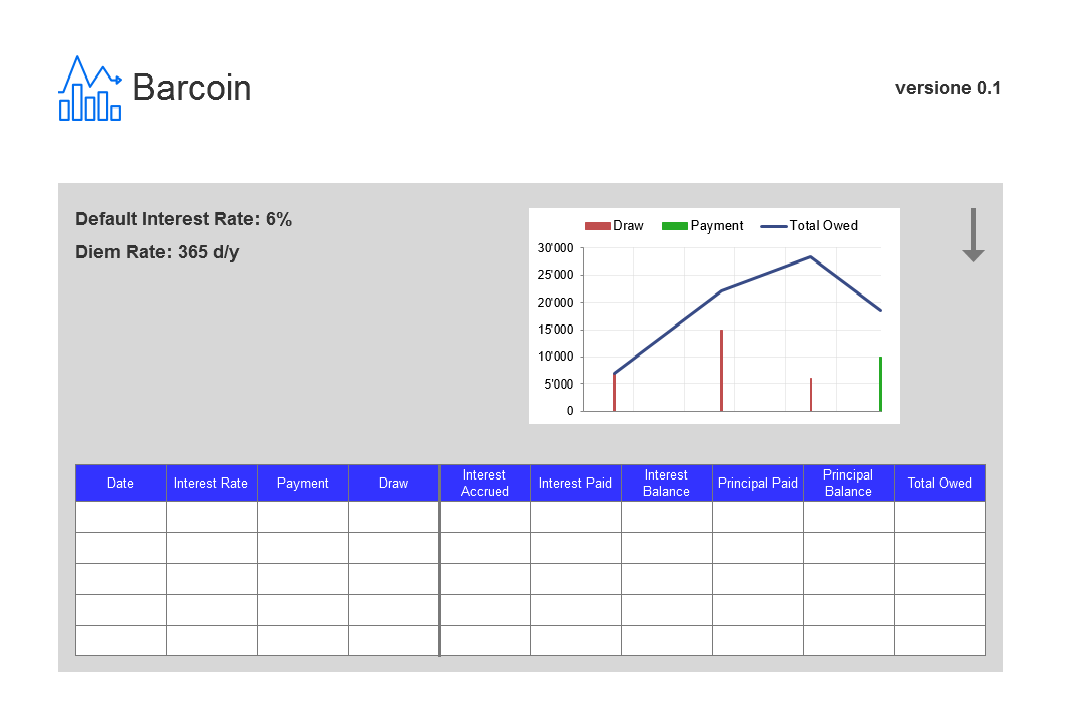 Barcoin
versione 0.1
Default Interest Rate: 6%
Diem Rate: 365 d/y
Draw Payment Total Owed
30'000
25'000
20'000
15'000
10'000
5'000
0
Date
Interest Rate
Payment
Draw
Interest
Accrued
Interest Paid
Interest
Balance
Principal Paid
Principal
Balance
Total Owed